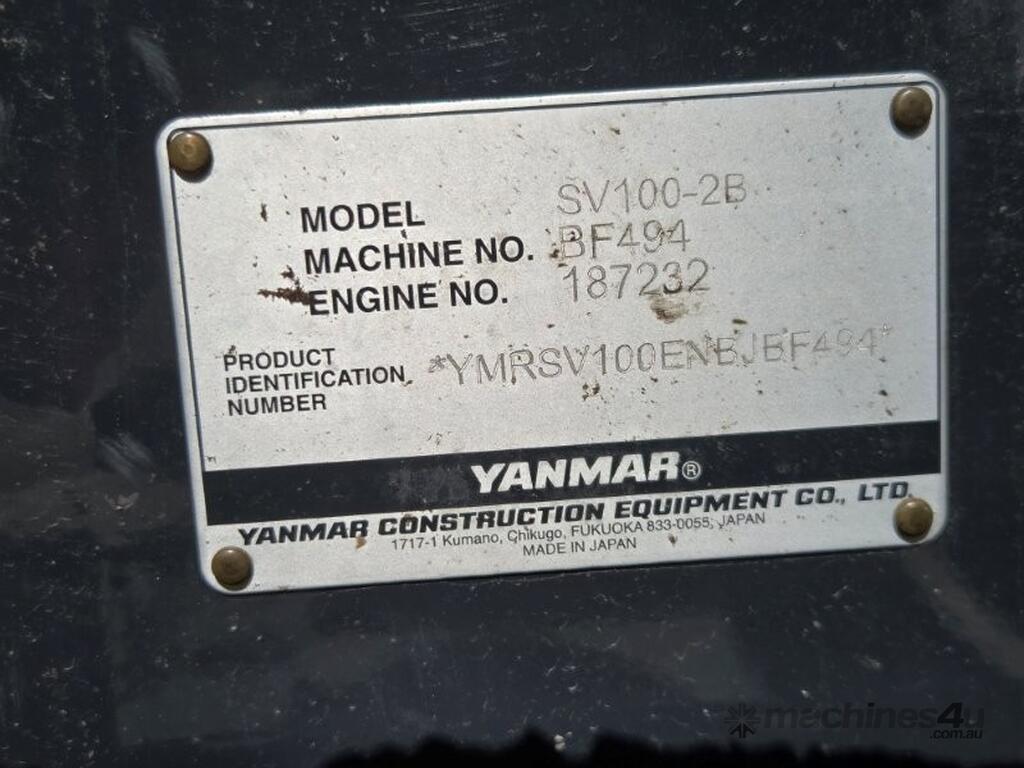 MODEL SV100-2B
MACHINE NO. BF494
ENGINE NO. 187232
PRODUCT
IDENTIFICATION *YMRSV100ENBJBF494*
NUMBER
YANMAR®
YANMAR CONSTRUCTION EQUIPMENT CO., LTD.
1717-1 Kumano, Chikugo, FUKUOKA 833-0055, JAPAN
MADE IN JAPAN
machines4u
.com.au